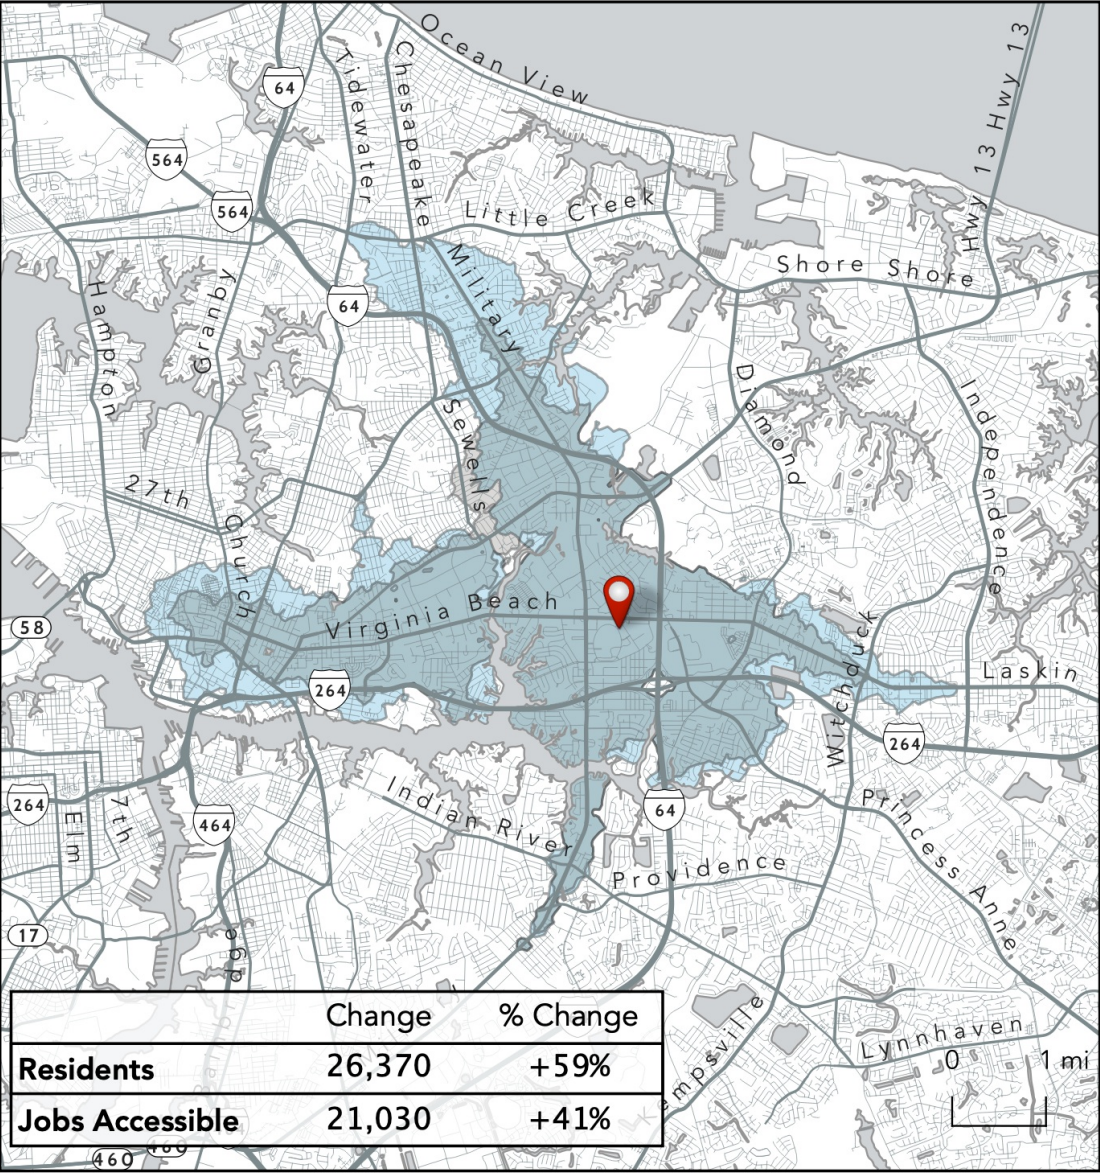 Ocean View
13 Hwy 13
Hwy
64
Tidewater
Chesapeake
564
564
Little Creek
Military
Shore Shore
Hampton
Granby
64
Diamond
Independence
Sewells
27th
Church
Virginia Beach
58
264
Witchduck
Laskin
264
264
7th
Elm
464
Indian River
64
Princess Anne
Providence
17
Lynnhaven
0 1 mi
Change % Change
Residents 26,370 +59%
Jobs Accessible 21,030 +41%
460
460